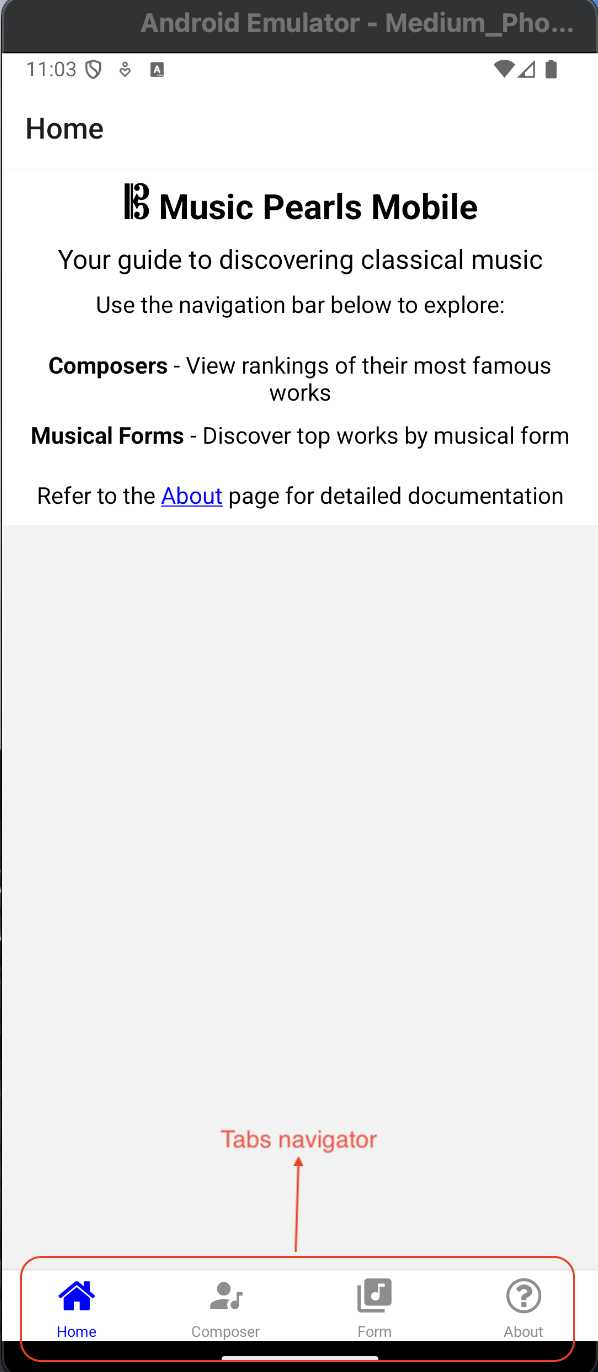 Android Emulator - Medium_Pho...
11:03
A
Home
𝄡 Music Pearls Mobile
Your guide to discovering classical music
Use the navigation bar below to explore:
Composers - View rankings of their most famous
works
Musical Forms - Discover top works by musical form
Refer to the About page for detailed documentation
Tabs navigator
Home Composer Form About